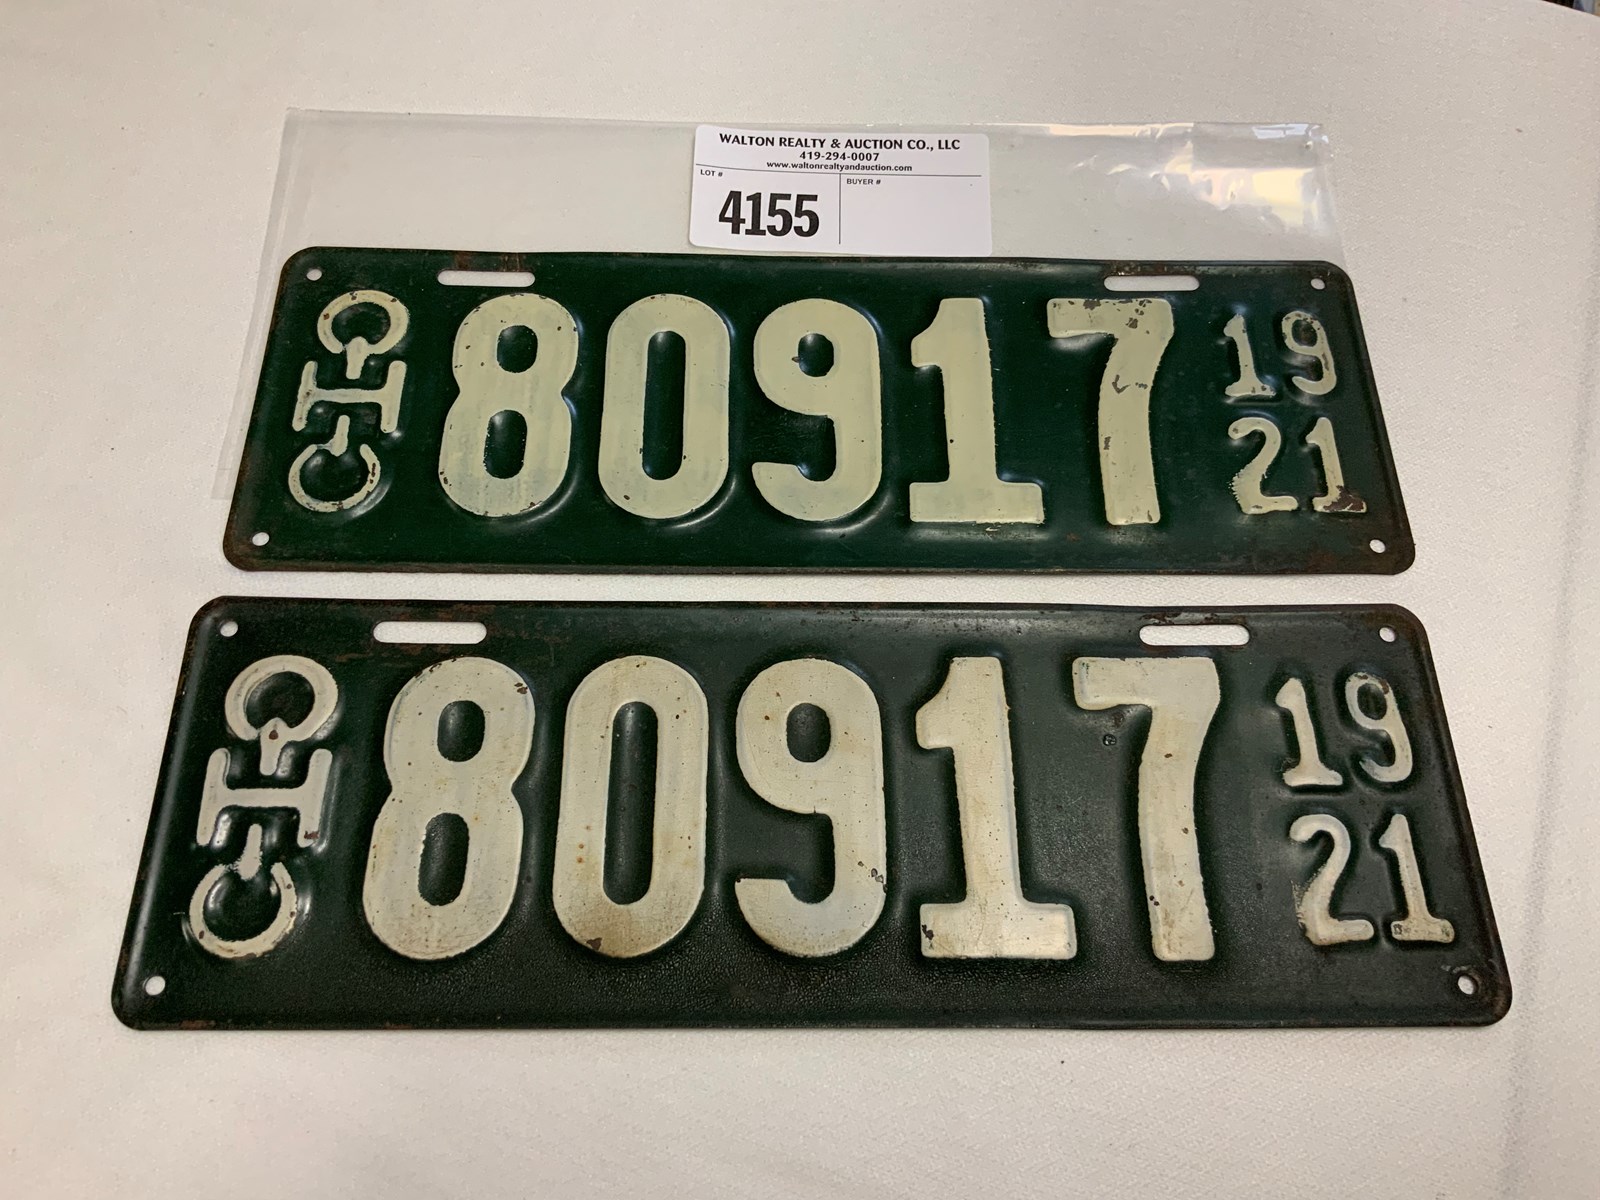 WALTON REALTY & AUCTION CO., LLC
419-294-0007
www.waltonrealtyandauction.com
LOT # BUYER #
4155
OHIO 80917 19
21
OHIO 80917 19
21